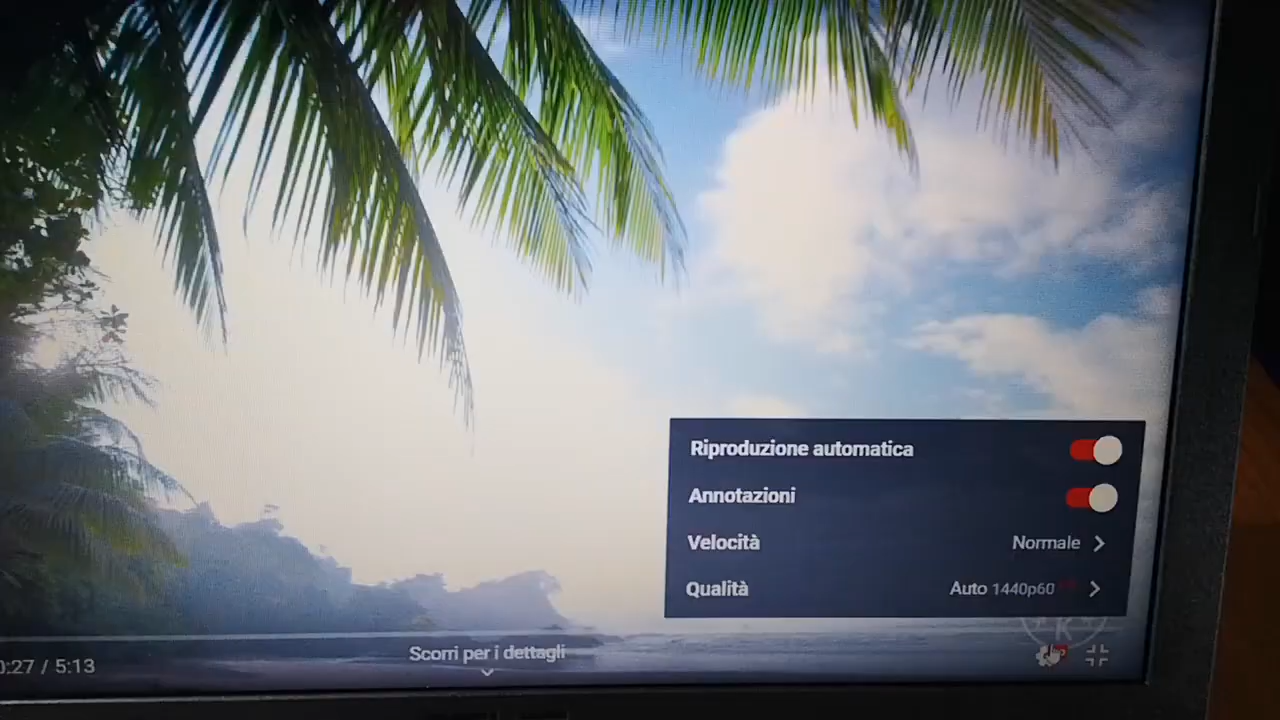 Riproduzione automatica
Annotazioni
Velocità Normale
Qualità Auto 1440p60
K
0:27 / 5:13
Scorri per i dettagli